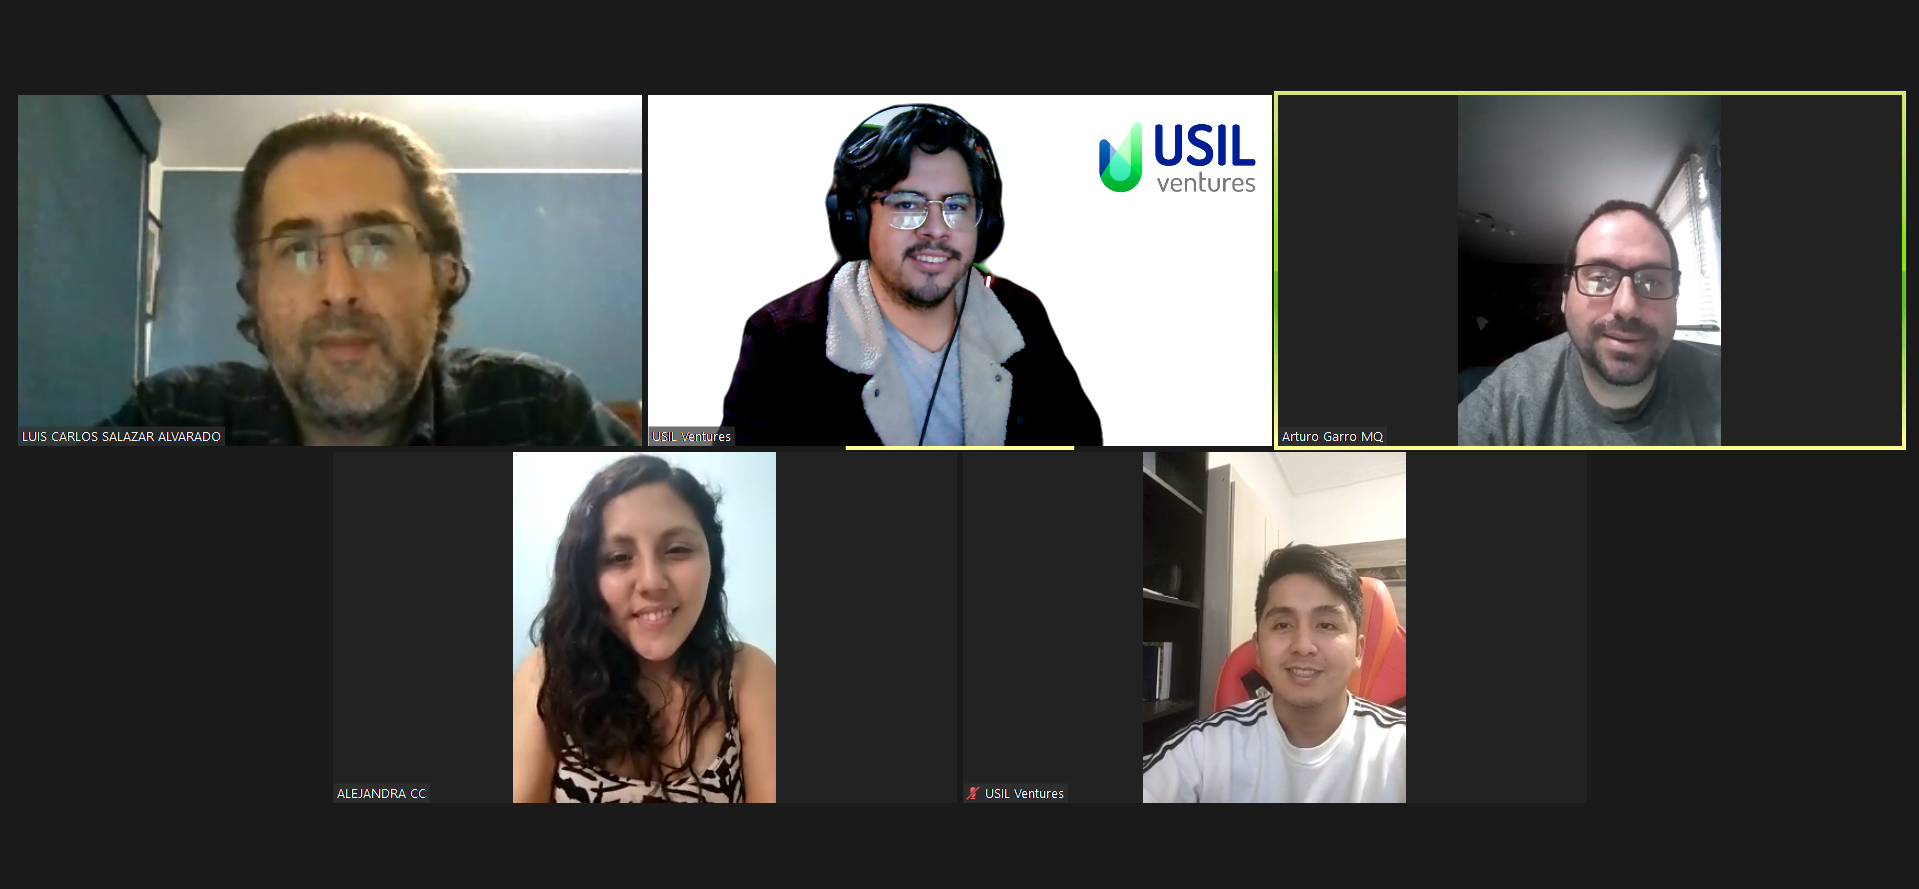 USIL
ventures
LUIS CARLOS SALAZAR ALVARADO
USIL Ventures
Arturo Garro MQ
ALEJANDRA CC
USIL Ventures